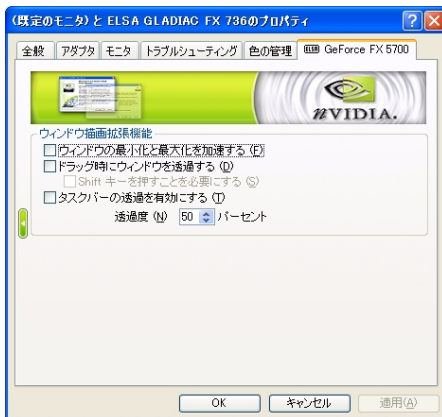 (既定のモニタ) と ELSA GLADIAC FX 736のプロパティ
全般 アダプタ モニタ トラブルシューティング 色の管理 ELSA GeForce FX 5700
nVIDIA.
ウィンドウ描画拡張機能
ウィンドウの最小化と最大化を加速する (F)
ドラッグ時にウィンドウを透過する (D)
Shift キーを押すことを必要にする (S)
タスクバーの透過を有効にする (T)
透過度 (N) 50 パーセント
OK キャンセル 適用(A)